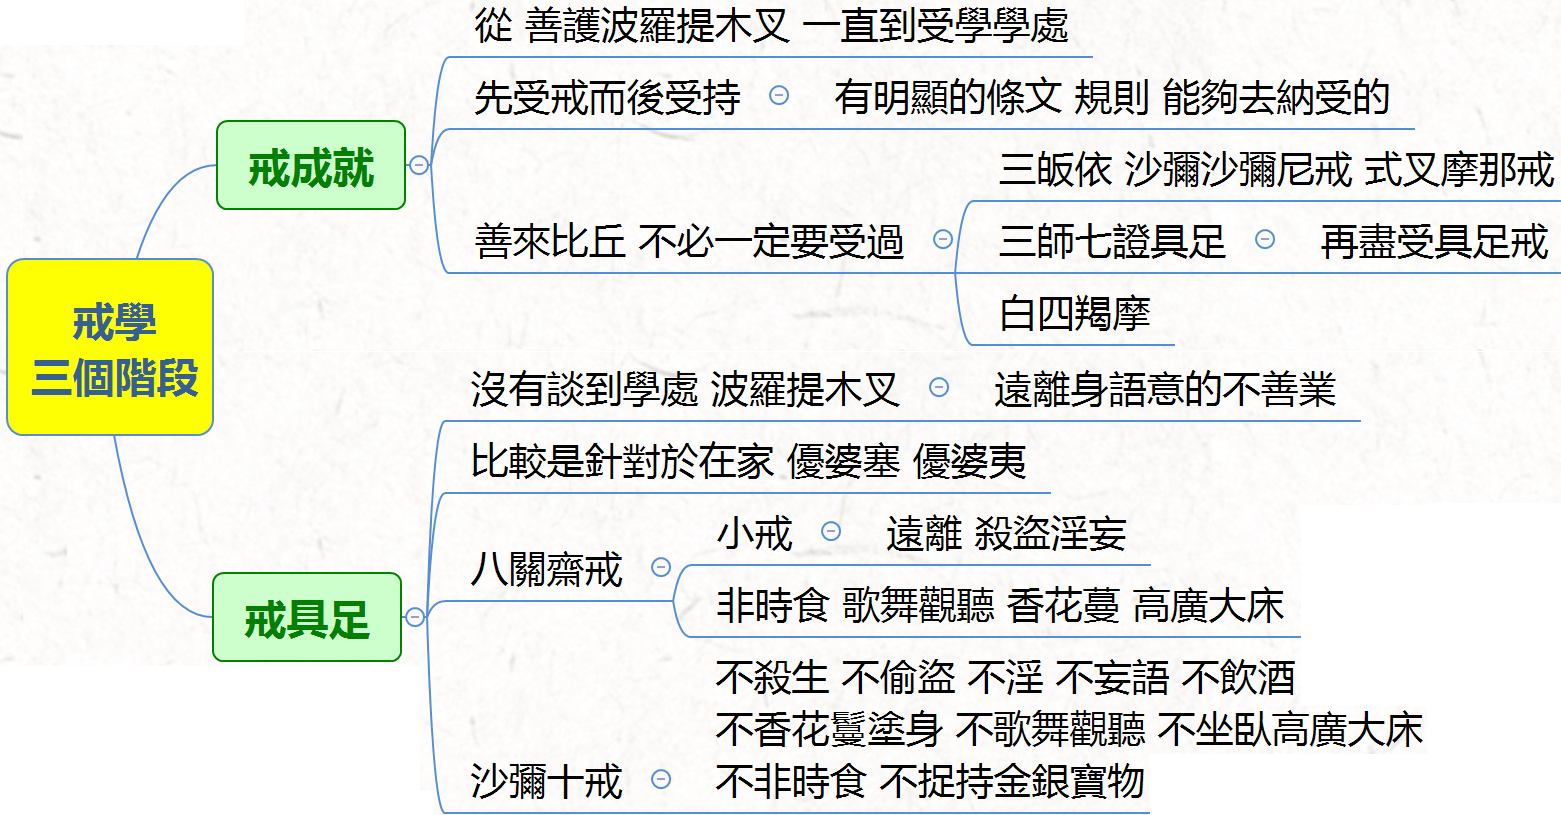 戒學
三個階段
戒成就
從 善護波羅提木叉 一直到受學學處
先受戒而後受持
有明顯的條文 規則 能夠去納受的
善來比丘 不必一定要受過
三皈依 沙彌沙彌尼戒 式叉摩那戒
三師七證具足
再盡受具足戒
白四羯摩
戒具足
沒有談到學處 波羅提木叉
遠離身語意的不善業
比較是針對於在家 優婆塞 優婆夷
八關齋戒
小戒
遠離 殺盜淫妄
非時食 歌舞觀聽 香花蔓 高廣大床
沙彌十戒
不殺生 不偷盜 不淫 不妄語 不飲酒
不香花鬘塗身 不歌舞觀聽 不坐臥高廣大床
不非時食 不捉持金銀寶物